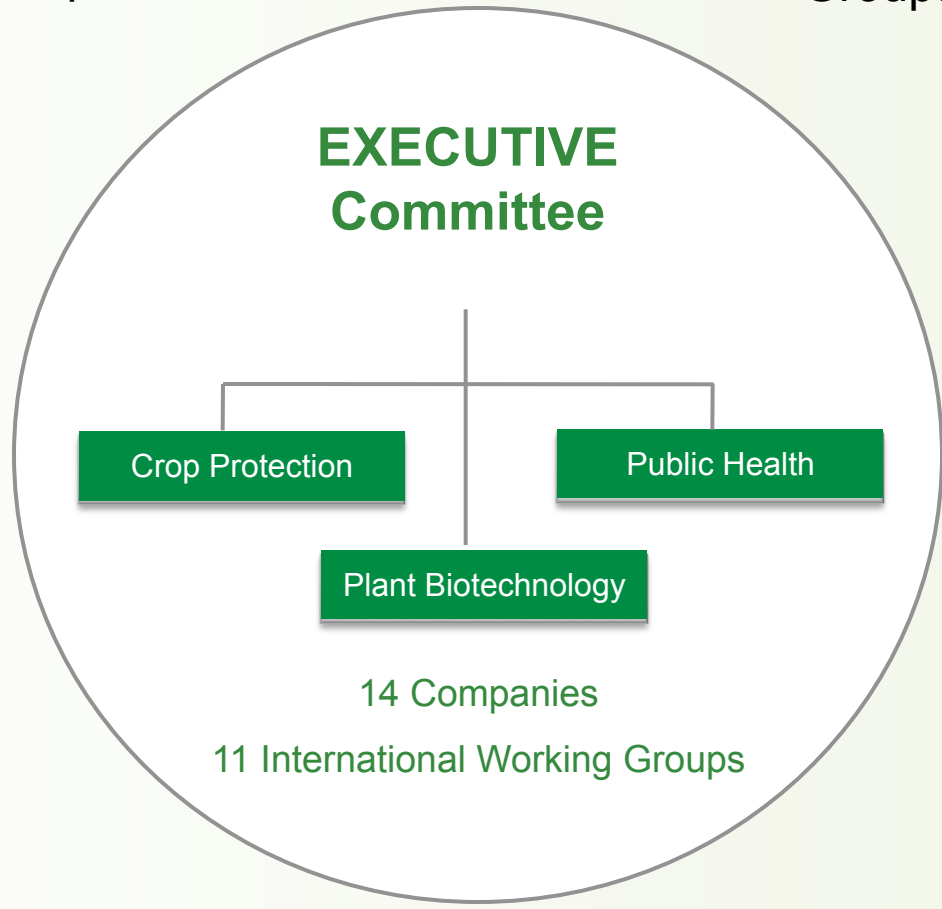 EXECUTIVE
Committee
Crop Protection
Public Health
Plant Biotechnology
14 Companies
11 International Working Groups